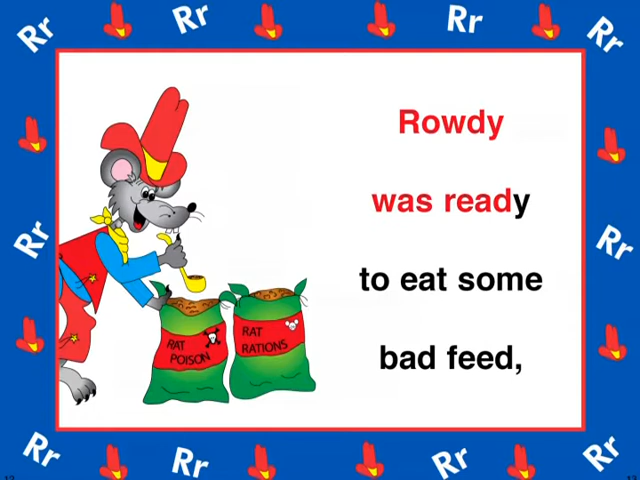 Rr Rr Rr Rr
Rowdy
was ready
to eat some
bad feed,
RAT
POISON
RAT
RATIONS
Rr Rr
Rr Rr Rr Rr